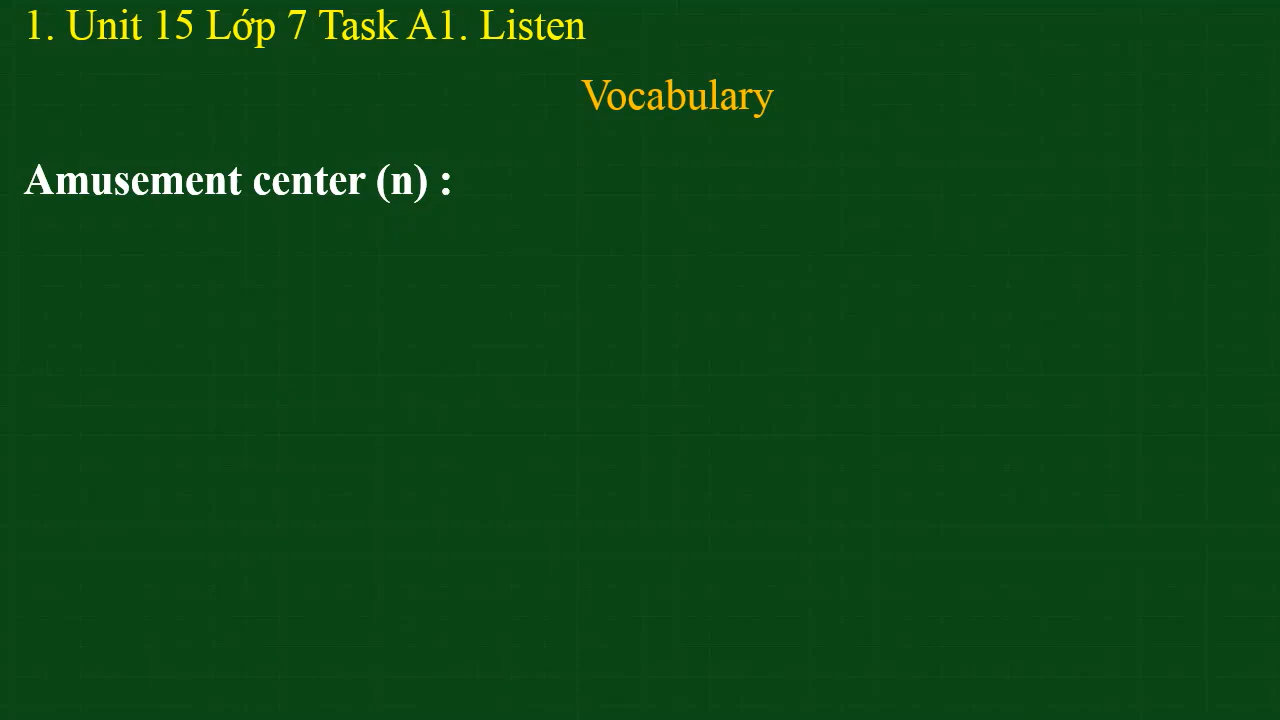 1. Unit 15 Lớp 7 Task A1. Listen
Vocabulary
Amusement center (n) :